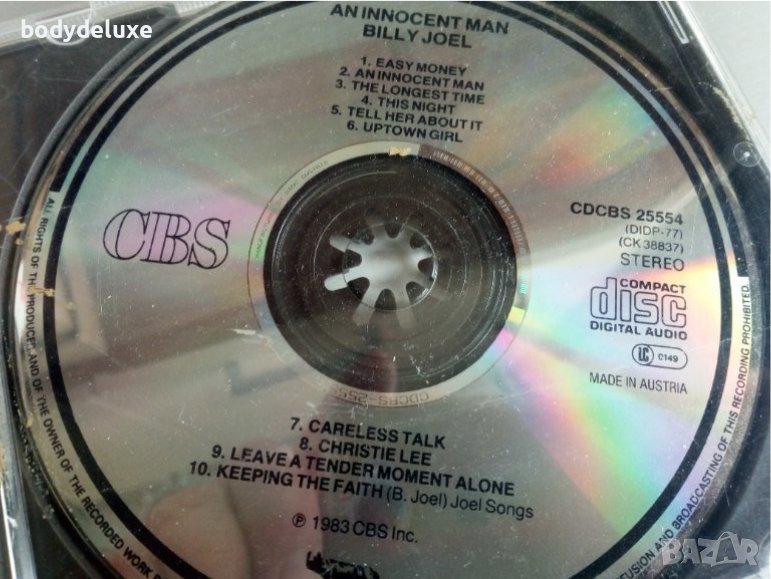 bodydeluxe
AN INNOCENT MAN
BILLY JOEL
1. EASY MONEY
2. AN INNOCENT MAN
3. THE LONGEST TIME
4. THIS NIGHT
5. TELL HER ABOUT IT
6. UPTOWN GIRL
CBS
CDCBS 25554
(DIDP-77)
(CK 38837)
STEREO
COMPACT
disc
DIGITAL AUDIO
LC 0149
MADE IN AUSTRIA
7. CARELESS TALK
8. CHRISTIE LEE
9. LEAVE A TENDER MOMENT ALONE
10. KEEPING THE FAITH (B. Joel) Joel Songs
℗ 1983 CBS Inc.
ALL RIGHTS OF THE PRODUCER AND OF THE OWNER OF THE RECORDED WORK
FUSION AND BROADCASTING OF THIS RECORDING PROHIBITED.
BAZAR